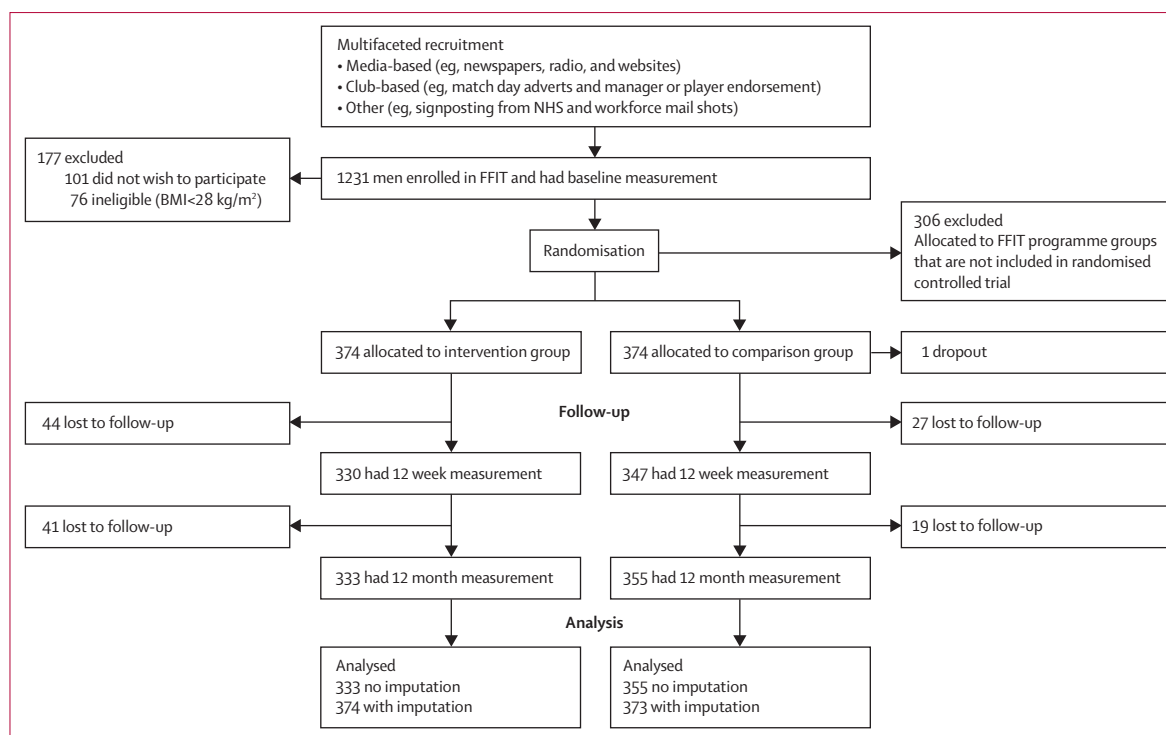 Multifaceted recruitment
• Media-based (eg, newspapers, radio, and websites)
• Club-based (eg, match day adverts and manager or player endorsement)
• Other (eg, signposting from NHS and workforce mail shots)
177 excluded
101 did not wish to participate
76 ineligible (BMI<28 kg/m²)
1231 men enrolled in FFIT and had baseline measurement
Randomisation
306 excluded
Allocated to FFIT programme groups
that are not included in randomised
controlled trial
374 allocated to intervention group
374 allocated to comparison group
1 dropout
Follow-up
44 lost to follow-up
27 lost to follow-up
330 had 12 week measurement
347 had 12 week measurement
41 lost to follow-up
19 lost to follow-up
333 had 12 month measurement
355 had 12 month measurement
Analysis
Analysed
333 no imputation
374 with imputation
Analysed
355 no imputation
373 with imputation